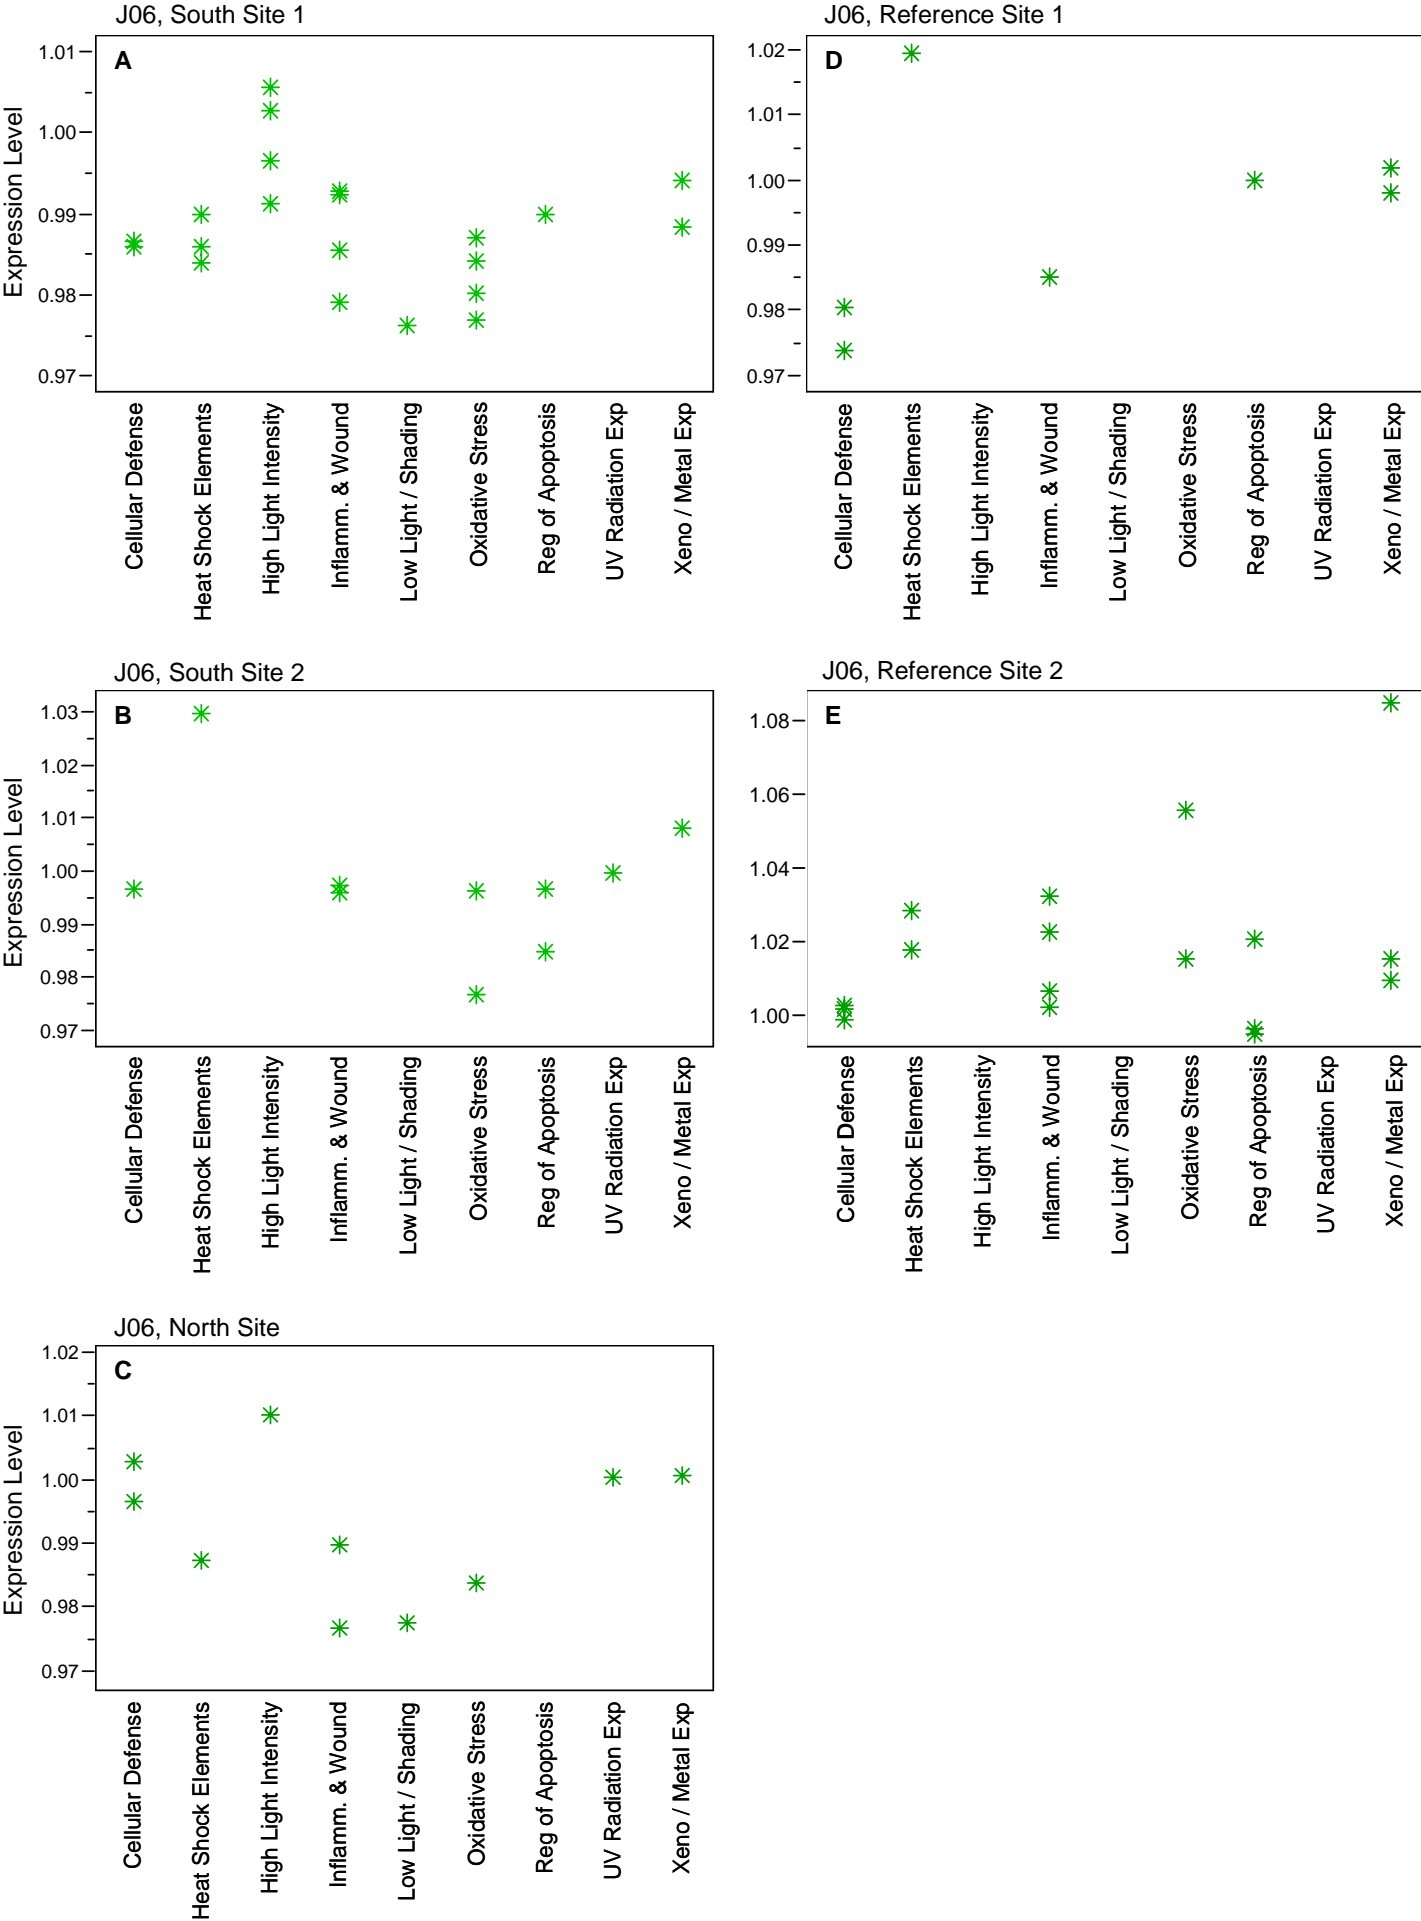 J06, South Site 1
A
Expression Level
1.01
1.00
0.99
0.98
0.97
Cellular Defense
Heat Shock Elements
High Light Intensity
Inflamm. & Wound
Low Light / Shading
Oxidative Stress
Reg of Apoptosis
UV Radiation Exp
Xeno / Metal Exp
J06, Reference Site 1
D
1.02
1.01
1.00
0.99
0.98
0.97
Cellular Defense
Heat Shock Elements
High Light Intensity
Inflamm. & Wound
Low Light / Shading
Oxidative Stress
Reg of Apoptosis
UV Radiation Exp
Xeno / Metal Exp
J06, South Site 2
B
Expression Level
1.03
1.02
1.01
1.00
0.99
0.98
0.97
Cellular Defense
Heat Shock Elements
High Light Intensity
Inflamm. & Wound
Low Light / Shading
Oxidative Stress
Reg of Apoptosis
UV Radiation Exp
Xeno / Metal Exp
J06, Reference Site 2
E
1.08
1.06
1.04
1.02
1.00
Cellular Defense
Heat Shock Elements
High Light Intensity
Inflamm. & Wound
Low Light / Shading
Oxidative Stress
Reg of Apoptosis
UV Radiation Exp
Xeno / Metal Exp
J06, North Site
C
Expression Level
1.02
1.01
1.00
0.99
0.98
0.97
Cellular Defense
Heat Shock Elements
High Light Intensity
Inflamm. & Wound
Low Light / Shading
Oxidative Stress
Reg of Apoptosis
UV Radiation Exp
Xeno / Metal Exp